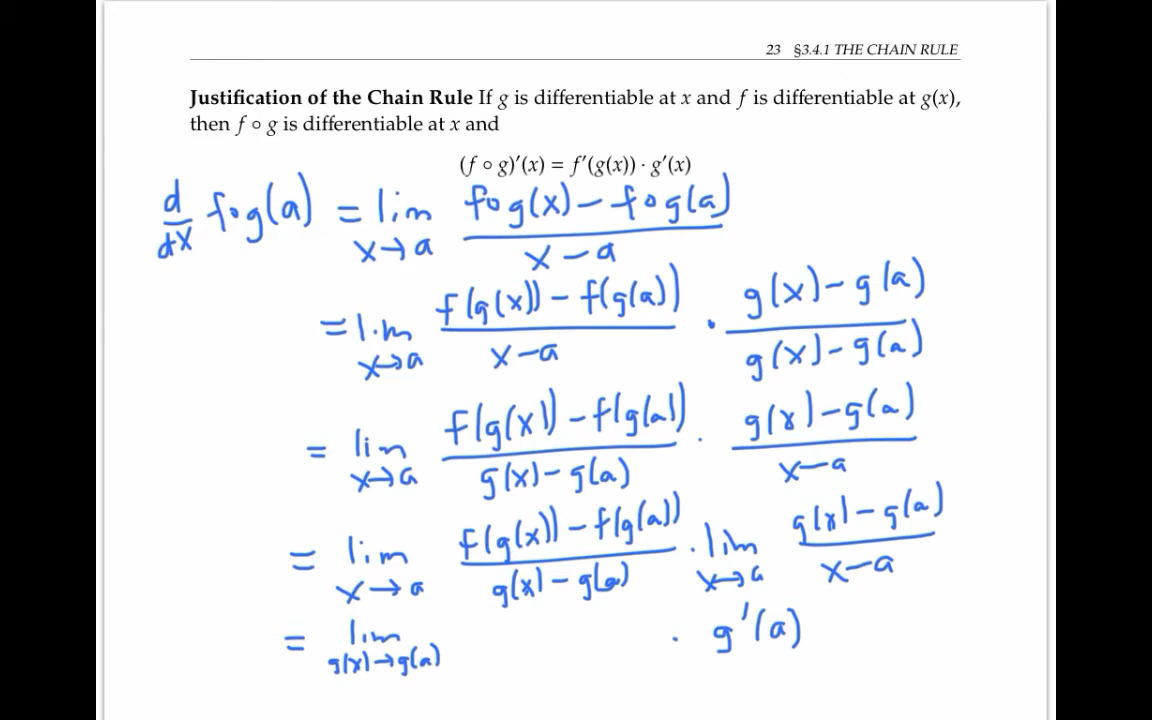 23 §3.4.1 THE CHAIN RULE
Justification of the Chain Rule If g is differentiable at x and f is differentiable at g(x),
then f ∘ g is differentiable at x and
(f ∘ g)′(x) = f′(g(x)) · g′(x)
d/dx f∘g(a) = lim x→a (f∘g(x) − f∘g(a))/(x − a)
= lim x→a (f(g(x)) − f(g(a)))/(x − a) · (g(x) − g(a))/(g(x) − g(a))
= lim x→a (f(g(x)) − f(g(a)))/(g(x) − g(a)) · (g(x) − g(a))/(x − a)
= lim x→a (f(g(x)) − f(g(a)))/(g(x) − g(a)) · lim x→a (g(x) − g(a))/(x − a)
= lim g(x)→g(a) · g′(a)